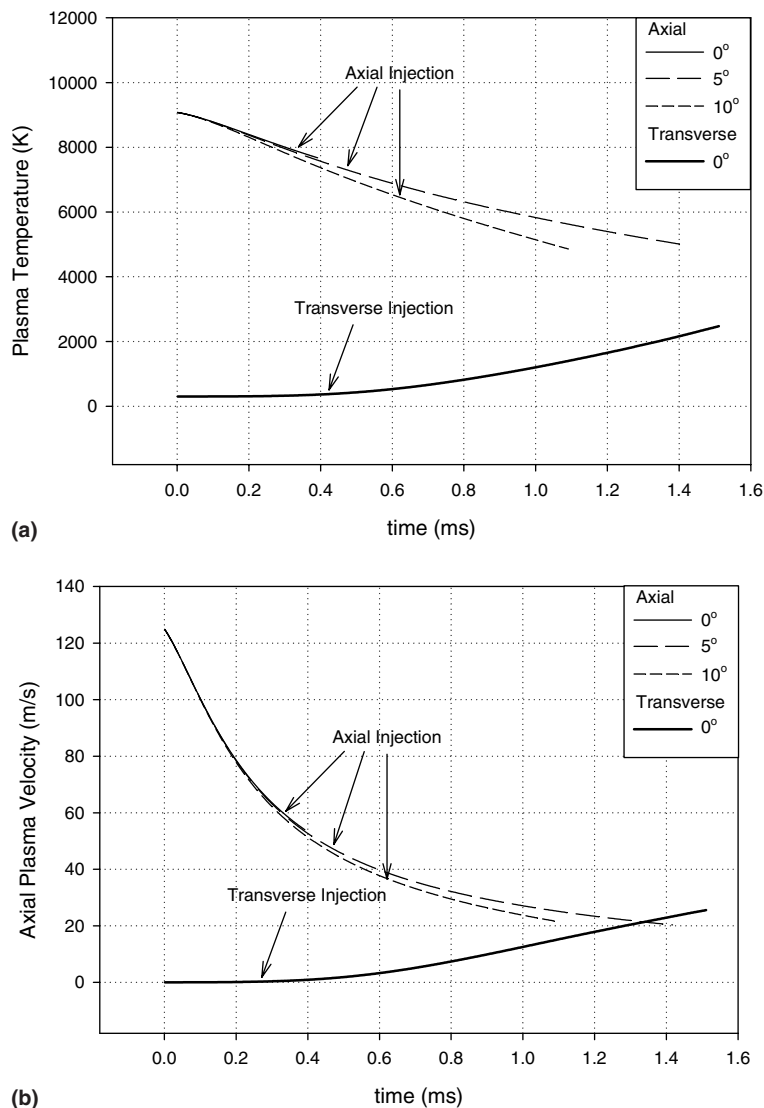 12000
10000
8000
6000
4000
2000
0
Plasma Temperature (K)
Axial
0°
5°
10°
Transverse
0°
Axial Injection
Transverse Injection
0.0 0.2 0.4 0.6 0.8 1.0 1.2 1.4 1.6
(a)
time (ms)
140
120
100
80
60
40
20
0
Axial Plasma Velocity (m/s)
Axial
0°
5°
10°
Transverse
0°
Axial Injection
Transverse Injection
0.0 0.2 0.4 0.6 0.8 1.0 1.2 1.4 1.6
(b)
time (ms)